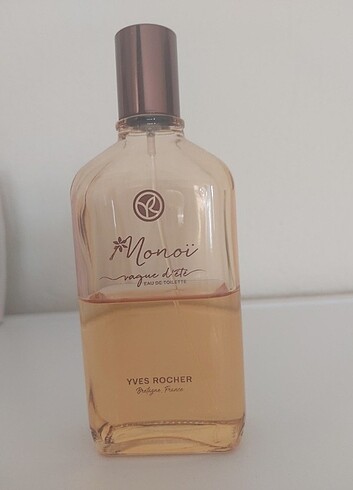 Monoï
vague d'été
EAU DE TOILETTE
YVES ROCHER
Bretagne France